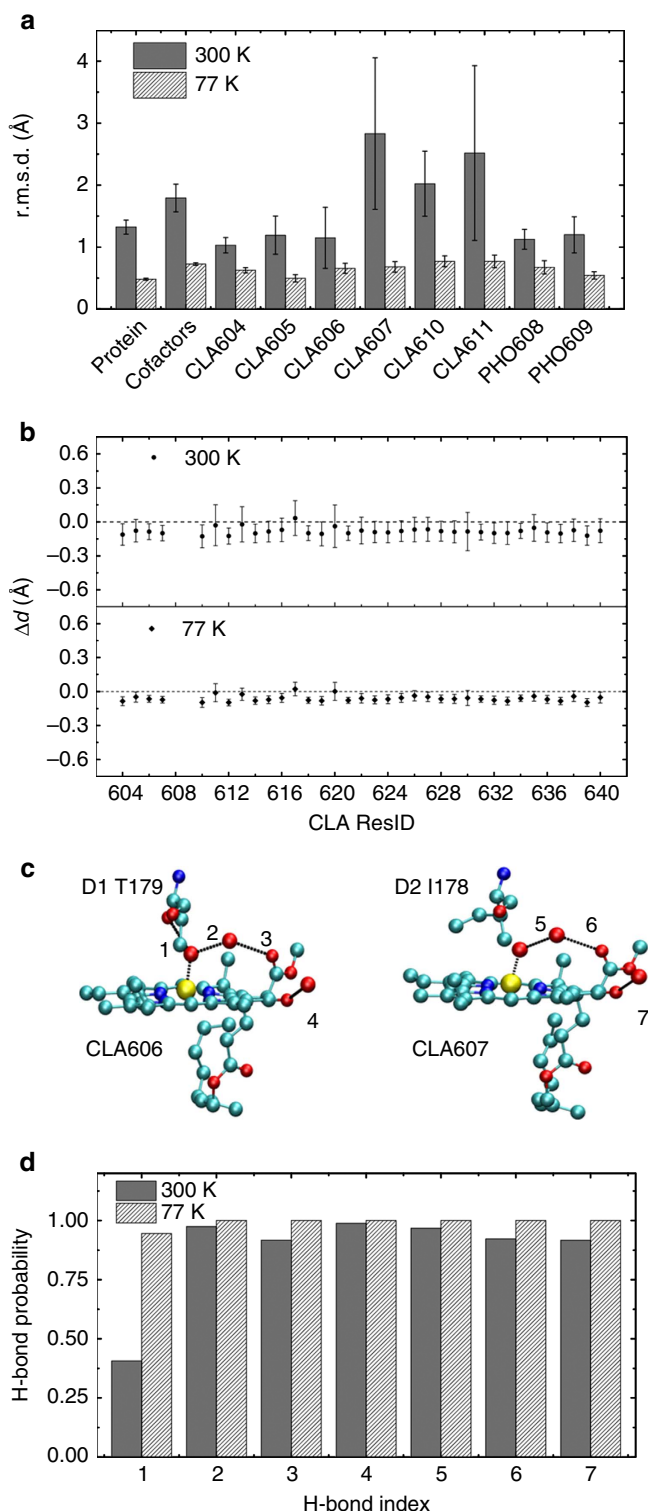 a
r.m.s.d. (Å)
4
3
2
1
0
300 K
77 K
Protein
Cofactors
CLA604
CLA605
CLA606
CLA607
CLA610
CLA611
PHO608
PHO609
b
Δd (Å)
0.6
300 K
0.3
0.0
–0.3
–0.6
0.6
77 K
0.3
0.0
–0.3
–0.6
604 608 612 616 620 624 628 632 636 640
CLA ResID
c
D1 T179
1
2
3
4
CLA606
D2 I178
5
6
7
CLA607
d
H-bond probability
300 K
77 K
1.00
0.75
0.50
0.25
0.00
1 2 3 4 5 6 7
H-bond index